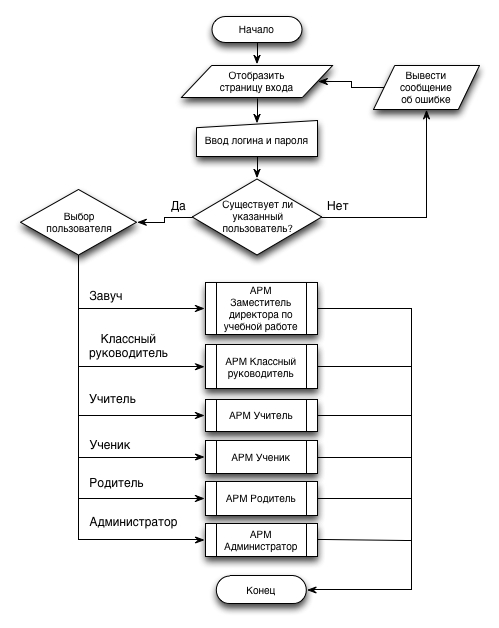 Начало
Отобразить
страницу входа
Вывести
сообщение
об ошибке
Ввод логина и пароля
Существует ли
указанный
пользователь?
Да
Нет
Выбор
пользователя
Завуч
АРМ
Заместитель
директора по
учебной работе
Классный
руководитель
АРМ Классный
руководитель
Учитель
АРМ Учитель
Ученик
АРМ Ученик
Родитель
АРМ Родитель
Администратор
АРМ
Администратор
Конец